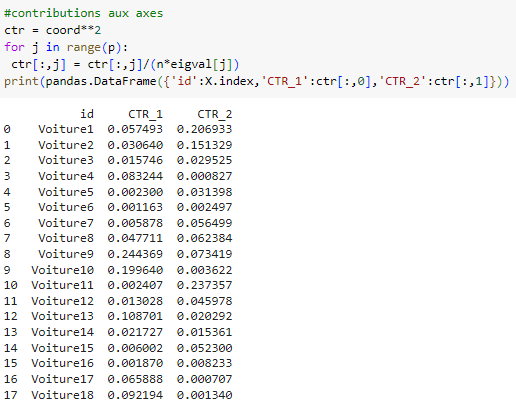 #contributions aux axes
ctr = coord**2
for j in range(p):
 ctr[:,j] = ctr[:,j]/(n*eigval[j])
print(pandas.DataFrame({'id':X.index,'CTR_1':ctr[:,0],'CTR_2':ctr[:,1]}))
id CTR_1 CTR_2
0 Voiture1 0.057493 0.206933
1 Voiture2 0.030640 0.151329
2 Voiture3 0.015746 0.029525
3 Voiture4 0.083244 0.000827
4 Voiture5 0.002300 0.031398
5 Voiture6 0.001163 0.002497
6 Voiture7 0.005878 0.056499
7 Voiture8 0.047711 0.062384
8 Voiture9 0.244369 0.073419
9 Voiture10 0.199640 0.003622
10 Voiture11 0.002407 0.237357
11 Voiture12 0.013028 0.045978
12 Voiture13 0.108701 0.020292
13 Voiture14 0.021727 0.015361
14 Voiture15 0.006002 0.052300
15 Voiture16 0.001870 0.008233
16 Voiture17 0.065888 0.000707
17 Voiture18 0.092194 0.001340